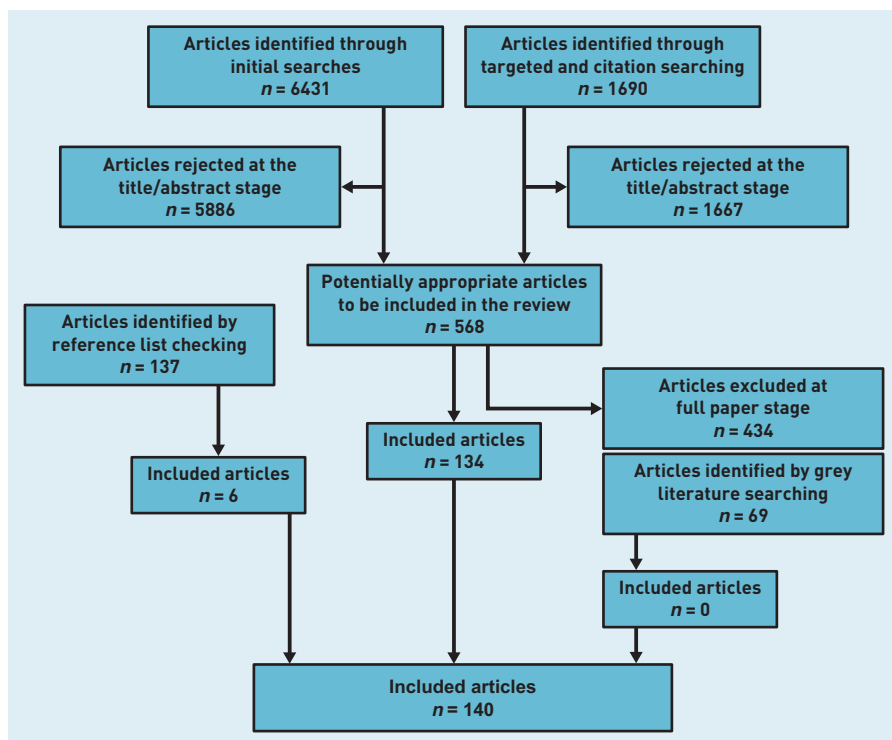 Articles identified through
initial searches
n = 6431
Articles identified through
targeted and citation searching
n = 1690
Articles rejected at the
title/abstract stage
n = 5886
Articles rejected at the
title/abstract stage
n = 1667
Potentially appropriate articles
to be included in the review
n = 568
Articles identified by
reference list checking
n = 137
Articles excluded at
full paper stage
n = 434
Included articles
n = 134
Included articles
n = 6
Articles identified by grey
literature searching
n = 69
Included articles
n = 0
Included articles
n = 140